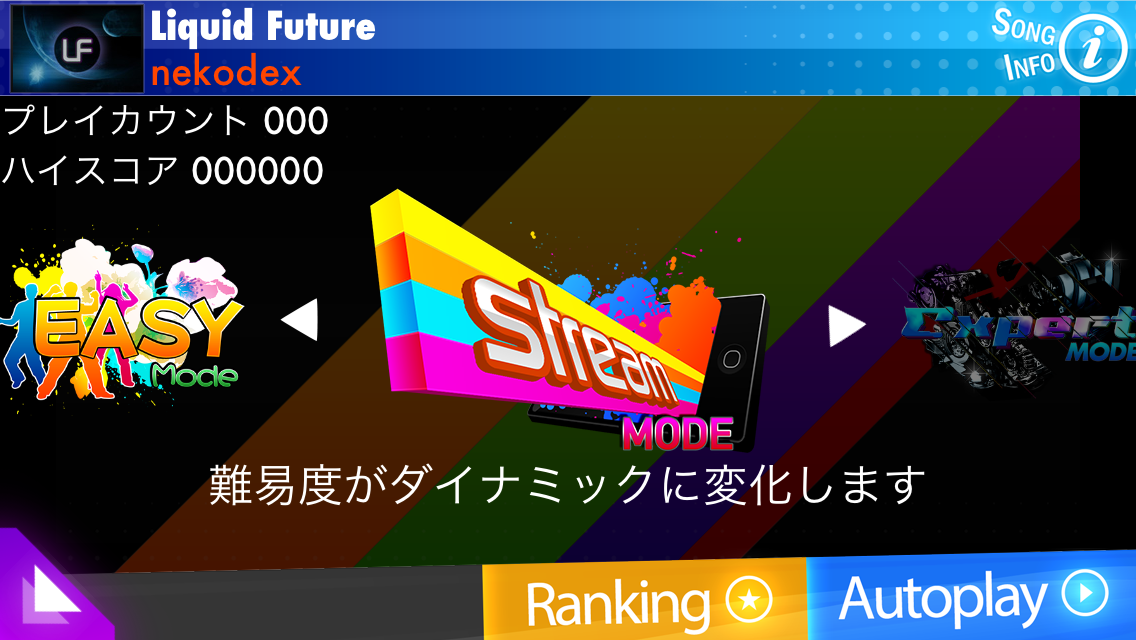 LF
Liquid Future
nekodex
SONG
INFO
i
プレイカウント 000
ハイスコア 000000
EASY
Mode
Stream
MODE
Expert
MODE
難易度がダイナミックに変化します
Ranking
Autoplay